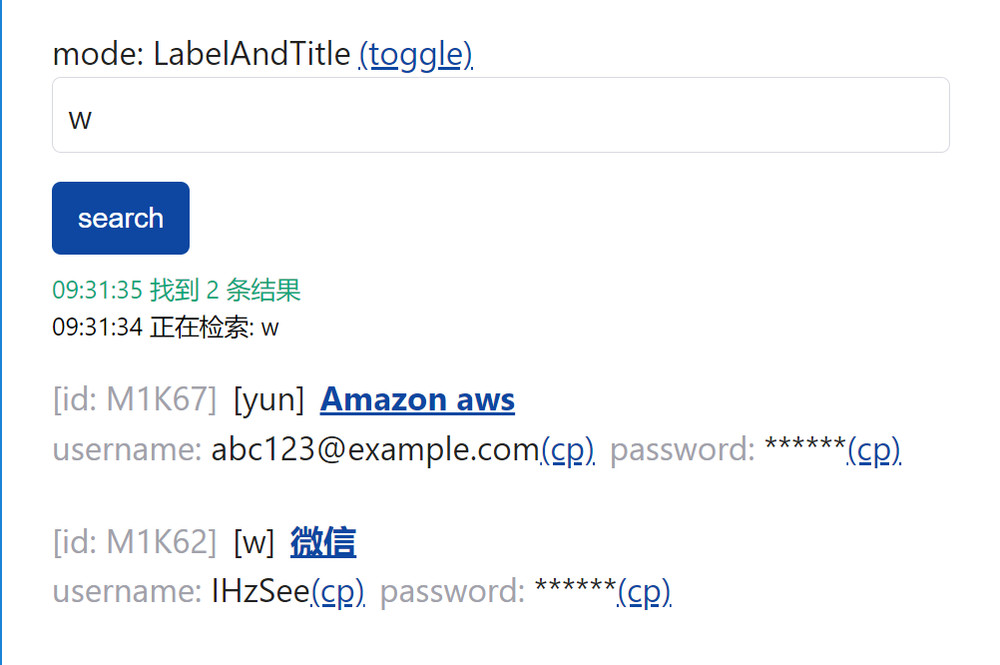 mode: LabelAndTitle (toggle)
w
search
09:31:35 找到 2 条结果
09:31:34 正在检索: w
[id: M1K67] [yun] Amazon aws
username: abc123@example.com(cp) password: ******(cp)
[id: M1K62] [w] 微信
username: lHzSee(cp) password: ******(cp)